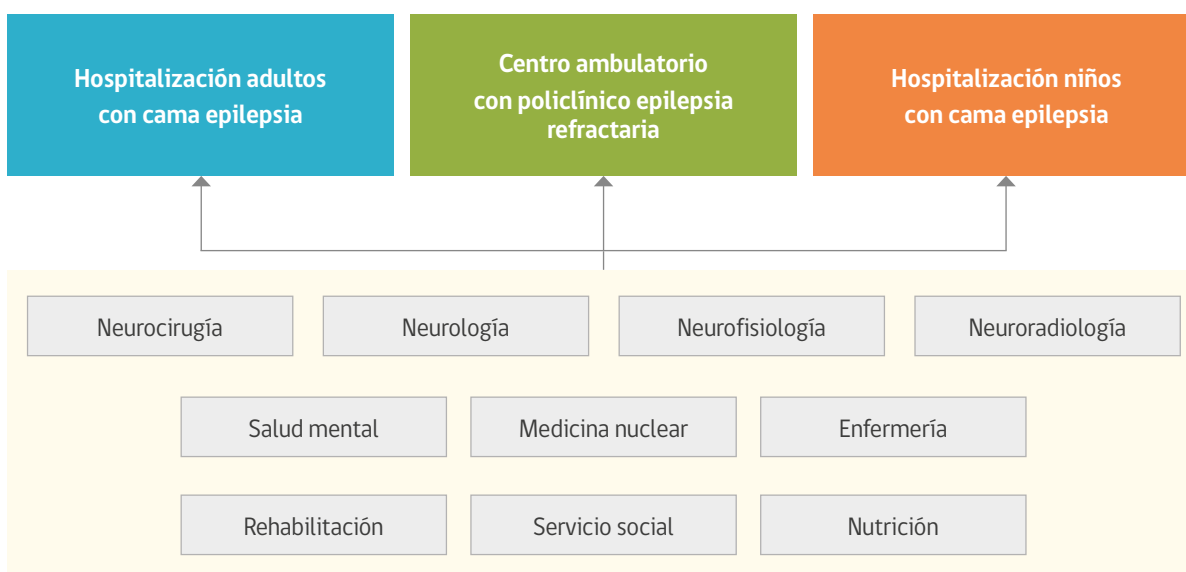 Hospitalización adultos
con cama epilepsia
Centro ambulatorio
con policlínico epilepsia
refractaria
Hospitalización niños
con cama epilepsia
Neurocirugía
Neurología
Neurofisiología
Neuroradiología
Salud mental
Medicina nuclear
Enfermería
Rehabilitación
Servicio social
Nutrición